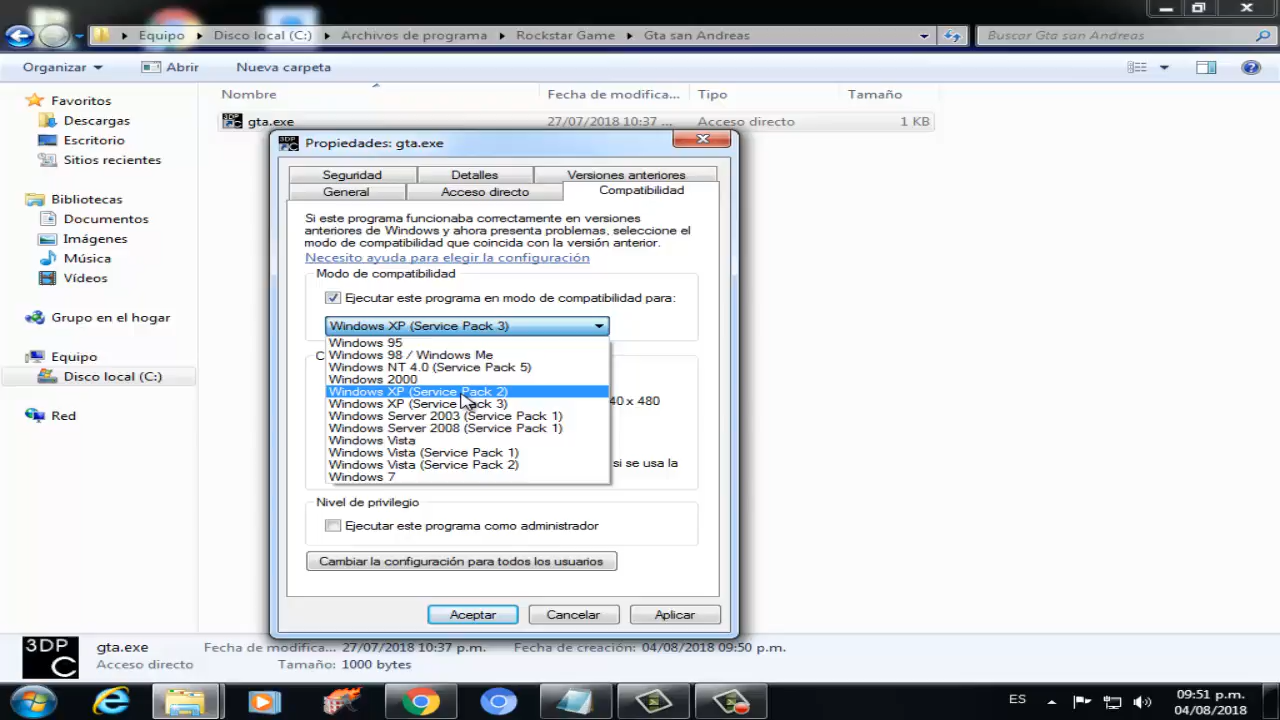 Equipo
Disco local (C:)
Archivos de programa
Rockstar Game
Gta san Andreas
Buscar Gta san Andreas
Organizar
Abrir
Nueva carpeta
Favoritos
Descargas
Escritorio
Sitios recientes
Bibliotecas
Documentos
Imágenes
Música
Vídeos
Grupo en el hogar
Equipo
Disco local (C:)
Red
Nombre
Fecha de modifica...
Tipo
Tamaño
gta.exe
27/07/2018 10:37 ...
Acceso directo
1 KB
Propiedades: gta.exe
Seguridad
Detalles
Versiones anteriores
General
Acceso directo
Compatibilidad
Si este programa funcionaba correctamente en versiones
anteriores de Windows y ahora presenta problemas, seleccione el
modo de compatibilidad que coincida con la versión anterior.
Necesito ayuda para elegir la configuración
Modo de compatibilidad
Ejecutar este programa en modo de compatibilidad para:
Windows XP (Service Pack 3)
Windows 95
Windows 98 / Windows Me
Windows NT 4.0 (Service Pack 5)
Windows 2000
Windows XP (Service Pack 2)
Windows XP (Service Pack 3)
Windows Server 2003 (Service Pack 1)
Windows Server 2008 (Service Pack 1)
Windows Vista
Windows Vista (Service Pack 1)
Windows Vista (Service Pack 2)
Windows 7
C
40 x 480
si se usa la
Nivel de privilegio
Ejecutar este programa como administrador
Cambiar la configuración para todos los usuarios
Aceptar
Cancelar
Aplicar
3DP
C
gta.exe
Acceso directo
Fecha de modifica... 27/07/2018 10:37 p.m.
Tamaño: 1000 bytes
Fecha de creación: 04/08/2018 09:50 p.m.
ES
09:51 p.m.
04/08/2018